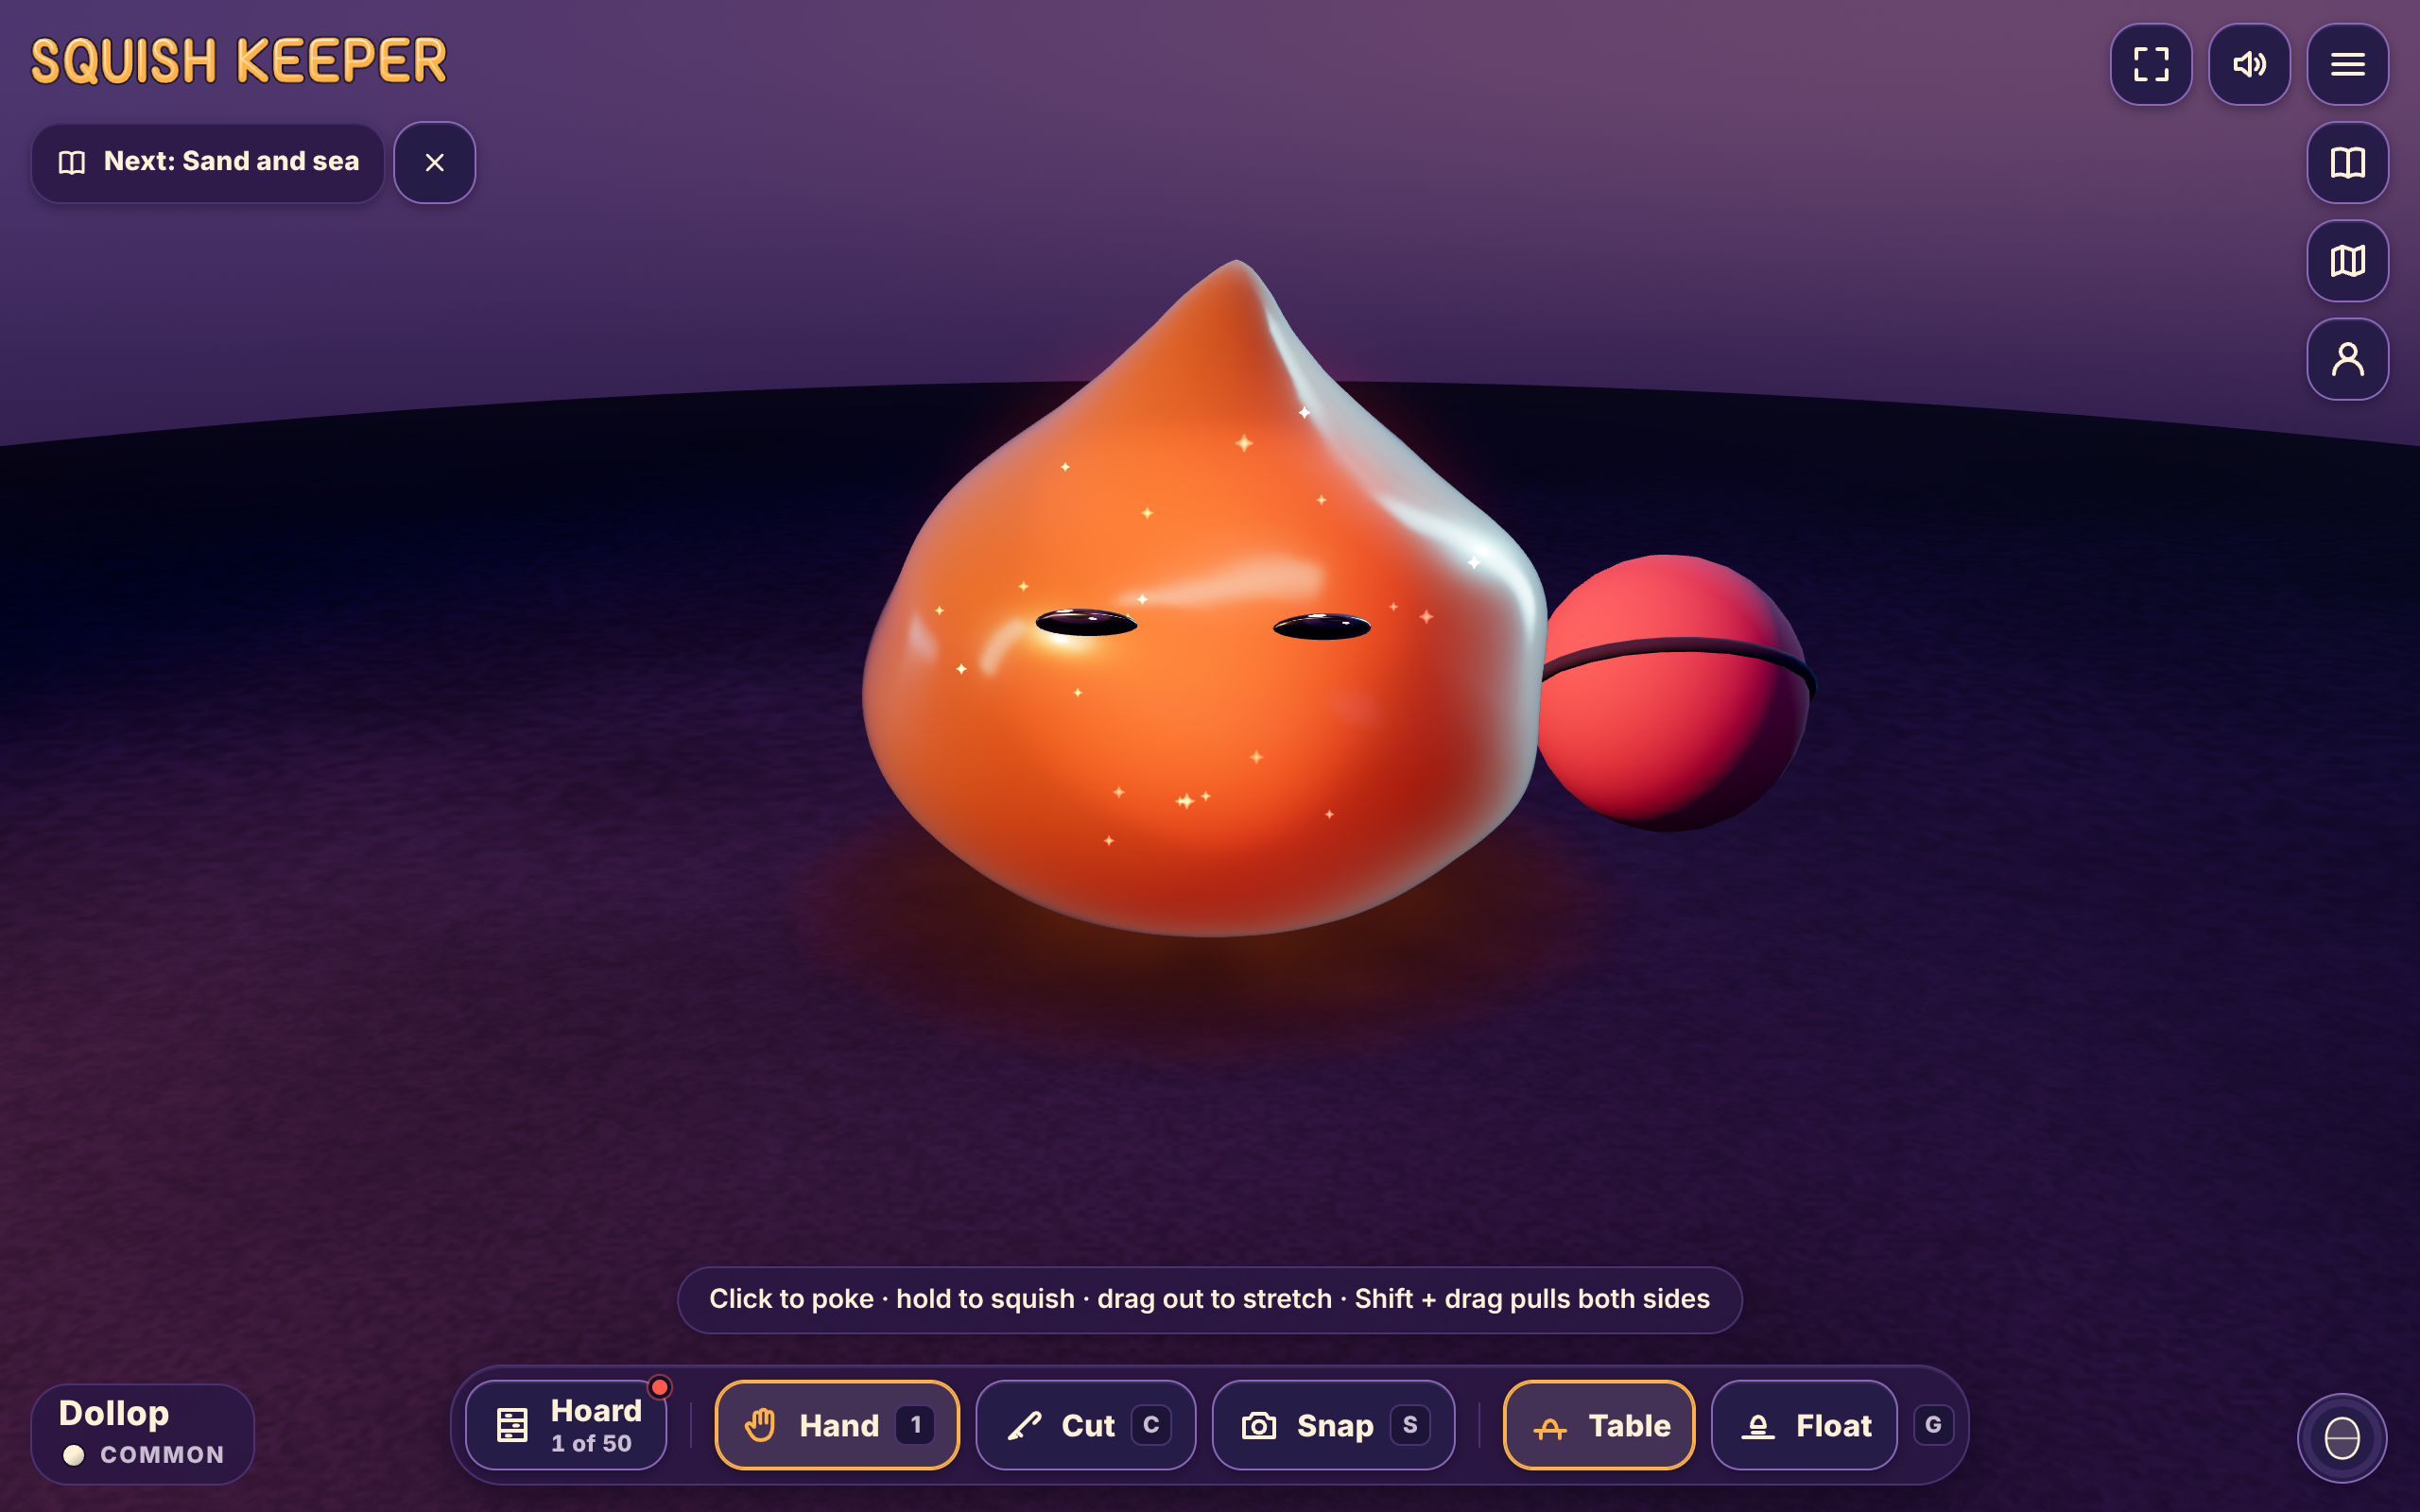 SQUISH KEEPER
Next: Sand and sea
Click to poke · hold to squish · drag out to stretch · Shift + drag pulls both sides
Dollop
COMMON
Hoard
1 of 50
Hand 1
Cut C
Snap S
Table
Float G